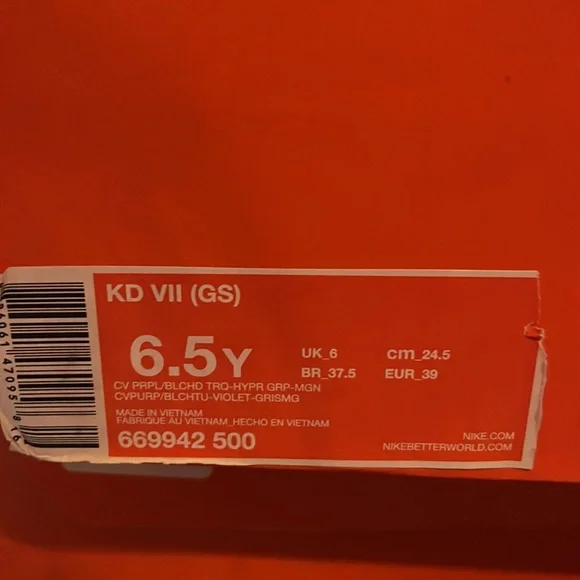 KD VII (GS)
6.5Y
UK_6 cm_24.5
BR_37.5 EUR_39
CV PRPL/BLCHD TRQ-HYPR GRP-MGN
CVPURP/BLCHTU-VIOLET-GRISMG
MADE IN VIETNAM
FABRIQUE AU VIETNAM_HECHO EN VIETNAM
669942 500
NIKE.COM
NIKEBETTERWORLD.COM